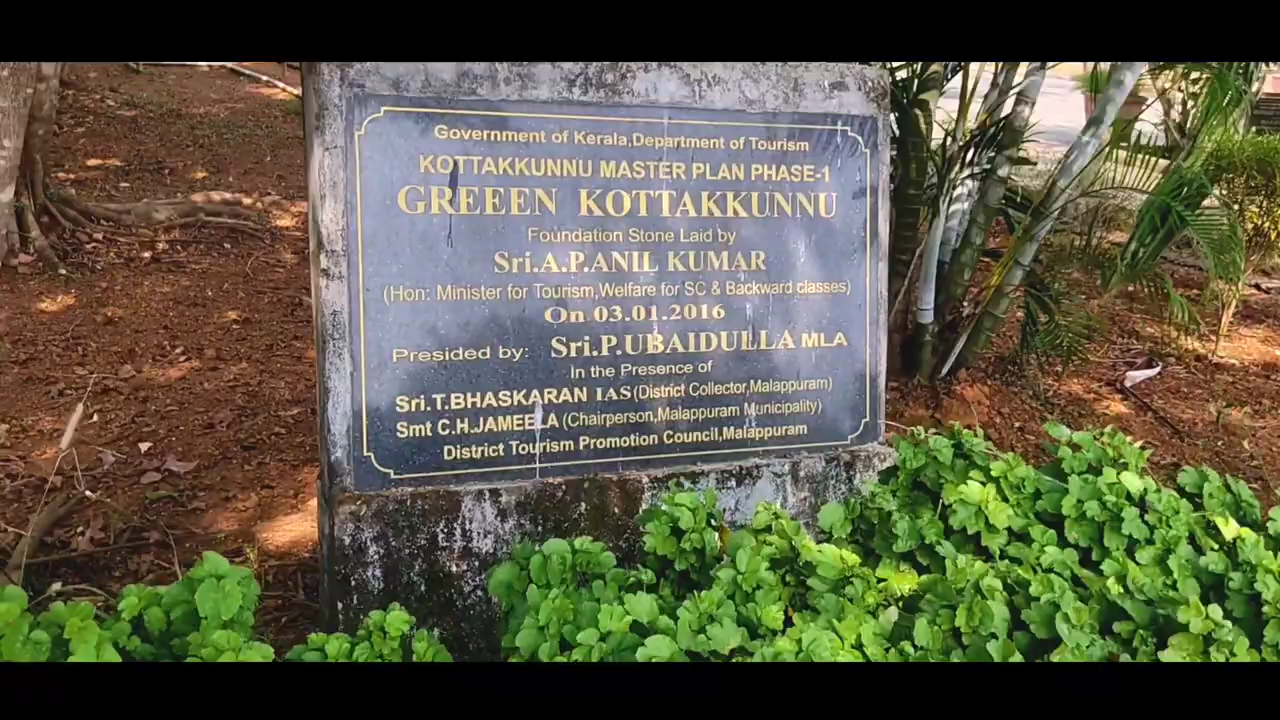 Government of Kerala,Department of Tourism
KOTTAKKUNNU MASTER PLAN PHASE-1
GREEEN KOTTAKKUNNU
Foundation Stone Laid by
Sri.A.P.ANIL KUMAR
(Hon: Minister for Tourism,Welfare for SC & Backward classes)
On 03.01.2016
Presided by: Sri.P.UBAIDULLA MLA
In the Presence of
Sri.T.BHASKARAN IAS(District Collector,Malappuram)
Smt C.H.JAMEELA (Chairperson,Malappuram Municipality)
District Tourism Promotion Council,Malappuram